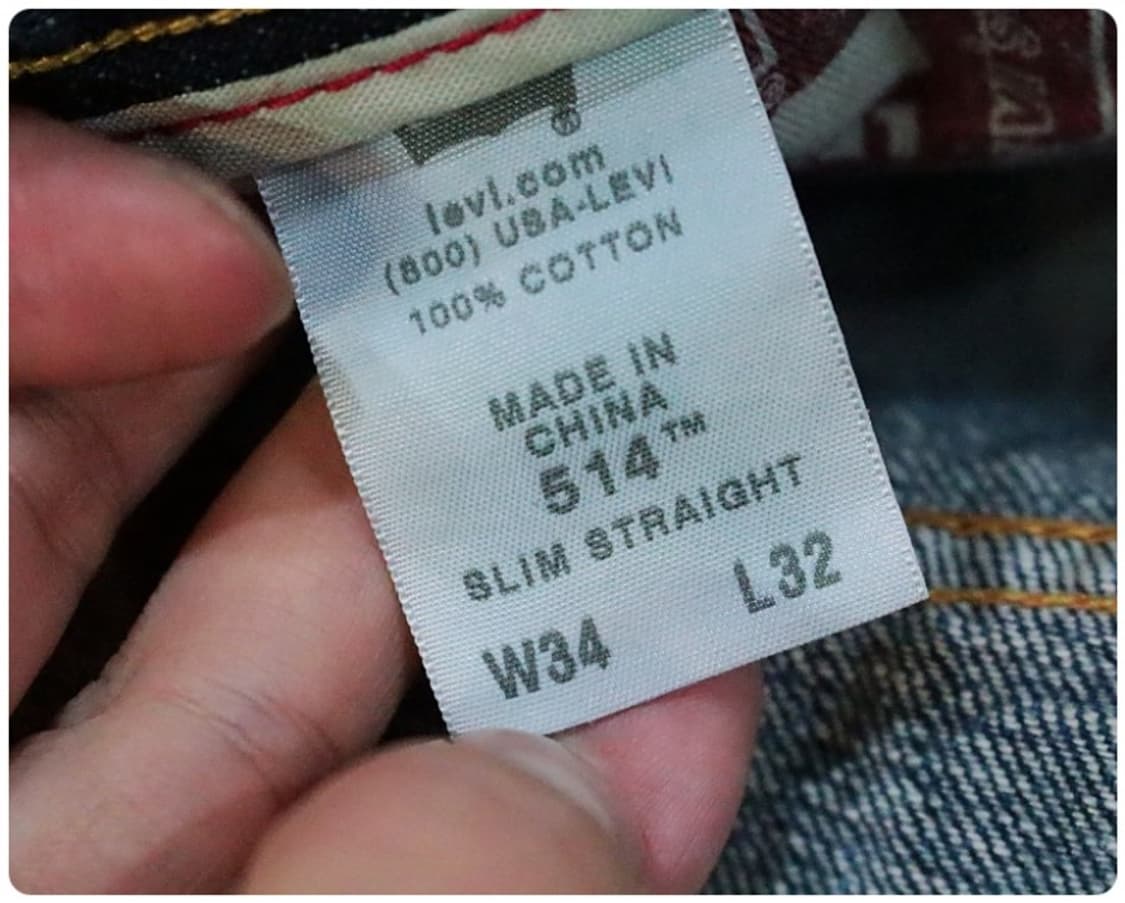 ®
levi.com
(800) USA-LEVI
100% COTTON
MADE IN
CHINA
514™
SLIM STRAIGHT
W34 L32